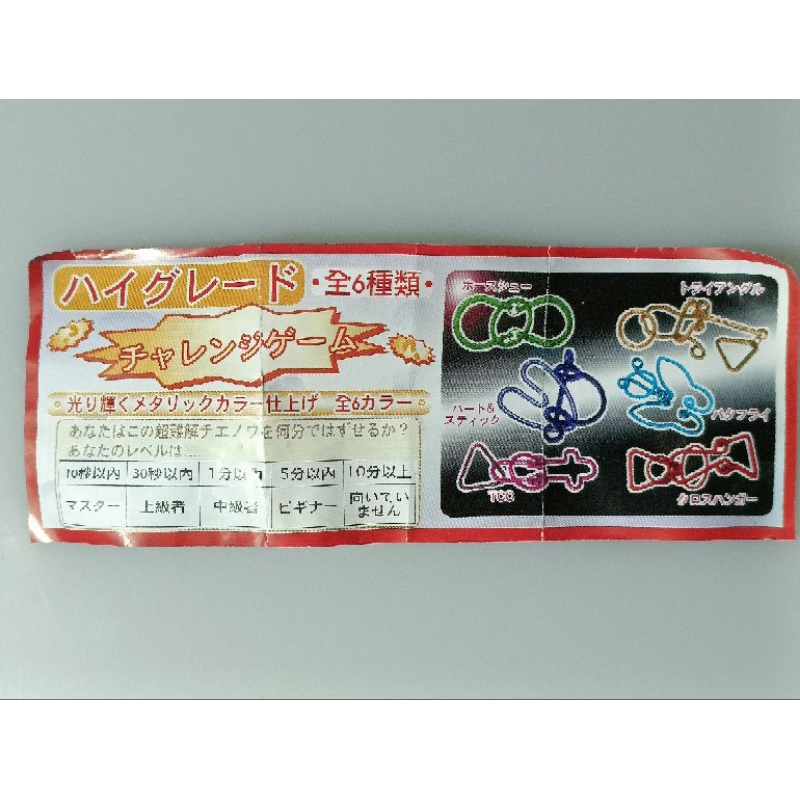 ハイグレード
・全6種類・
チャレンジゲーム
・光り輝くメタリックカラー仕上げ 全6カラー・
あなたはこの超難解チエノワを何分ではずせるか？
あなたのレベルは....
10秒以内 30秒以内 1分以内 5分以内 10分以上
マスター 上級者 中級者 ビギナー 向いていません
ホースシュー
トライアングル
ハート&
スティック
バタフライ
クロスハンガー